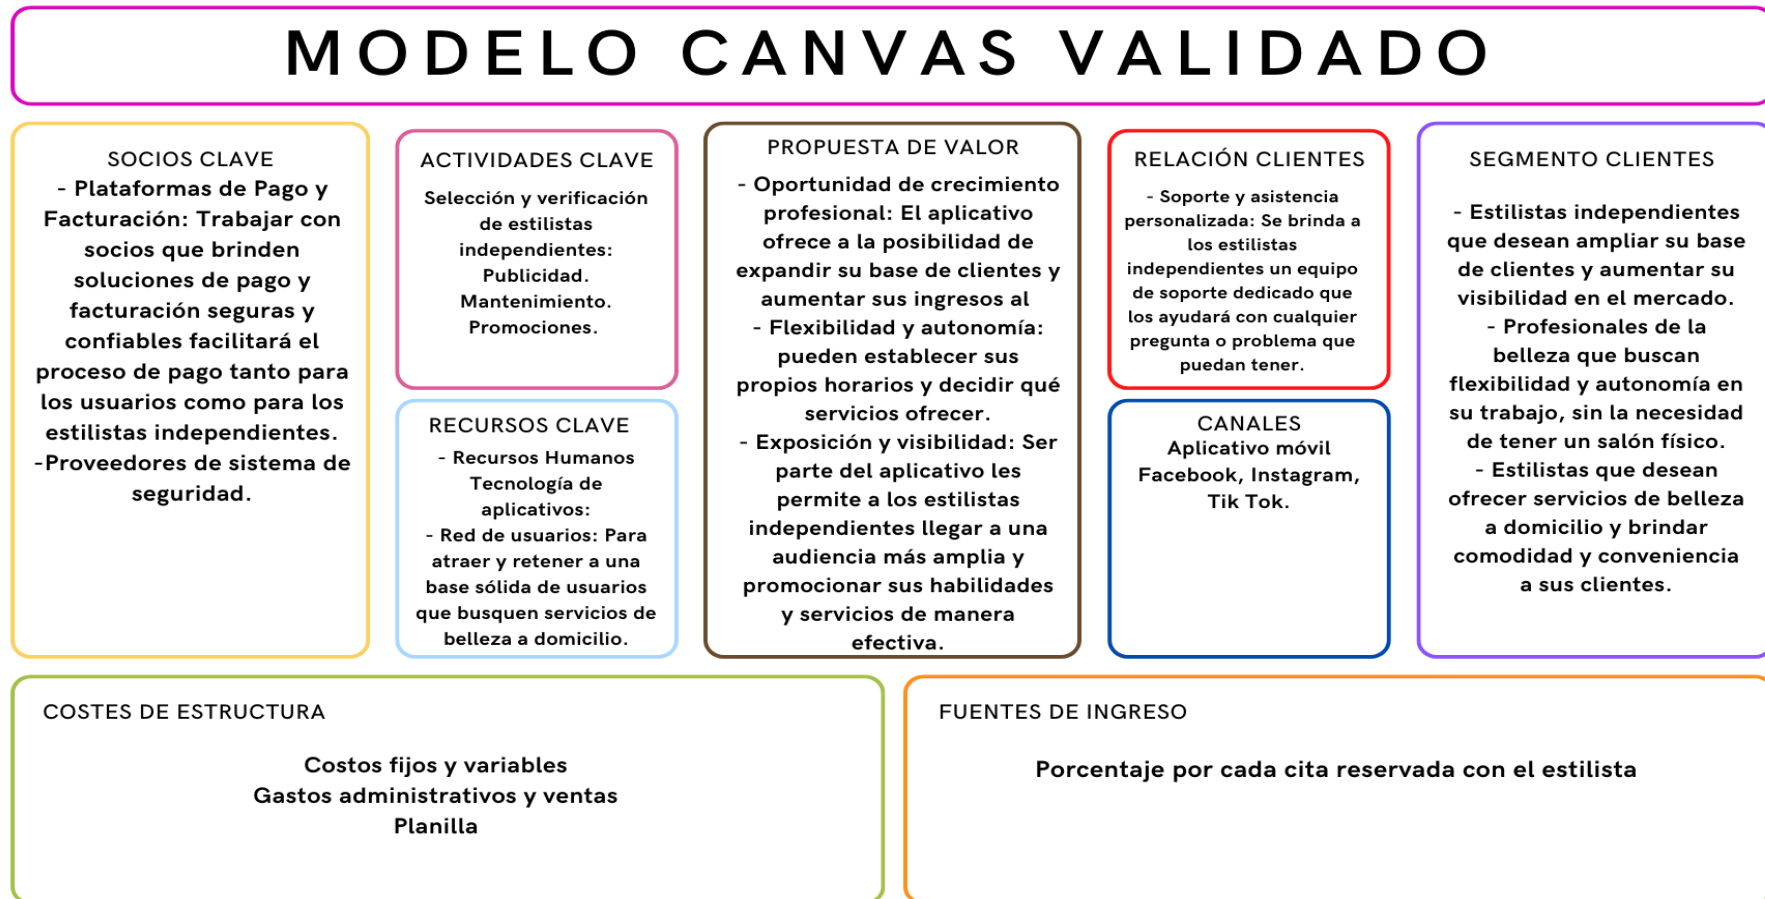 MODELO CANVAS VALIDADO
SOCIOS CLAVE
- Plataformas de Pago y
Facturación: Trabajar con
socios que brinden
soluciones de pago y
facturación seguras y
confiables facilitará el
proceso de pago tanto para
los usuarios como para los
estilistas independientes.
-Proveedores de sistema de
seguridad.
ACTIVIDADES CLAVE
Selección y verificación
de estilistas
independientes:
Publicidad.
Mantenimiento.
Promociones.
RECURSOS CLAVE
- Recursos Humanos
Tecnología de
aplicativos:
- Red de usuarios: Para
atraer y retener a una
base sólida de usuarios
que busquen servicios de
belleza a domicilio.
PROPUESTA DE VALOR
- Oportunidad de crecimiento
profesional: El aplicativo
ofrece a la posibilidad de
expandir su base de clientes y
aumentar sus ingresos al
- Flexibilidad y autonomía:
pueden establecer sus
propios horarios y decidir qué
servicios ofrecer.
- Exposición y visibilidad: Ser
parte del aplicativo les
permite a los estilistas
independientes llegar a una
audiencia más amplia y
promocionar sus habilidades
y servicios de manera
efectiva.
RELACIÓN CLIENTES
- Soporte y asistencia
personalizada: Se brinda a
los estilistas
independientes un equipo
de soporte dedicado que
los ayudará con cualquier
pregunta o problema que
puedan tener.
CANALES
Aplicativo móvil
Facebook, Instagram,
Tik Tok.
SEGMENTO CLIENTES
- Estilistas independientes
que desean ampliar su base
de clientes y aumentar su
visibilidad en el mercado.
- Profesionales de la
belleza que buscan
flexibilidad y autonomía en
su trabajo, sin la necesidad
de tener un salón físico.
- Estilistas que desean
ofrecer servicios de belleza
a domicilio y brindar
comodidad y conveniencia
a sus clientes.
COSTES DE ESTRUCTURA
Costos fijos y variables
Gastos administrativos y ventas
Planilla
FUENTES DE INGRESO
Porcentaje por cada cita reservada con el estilista